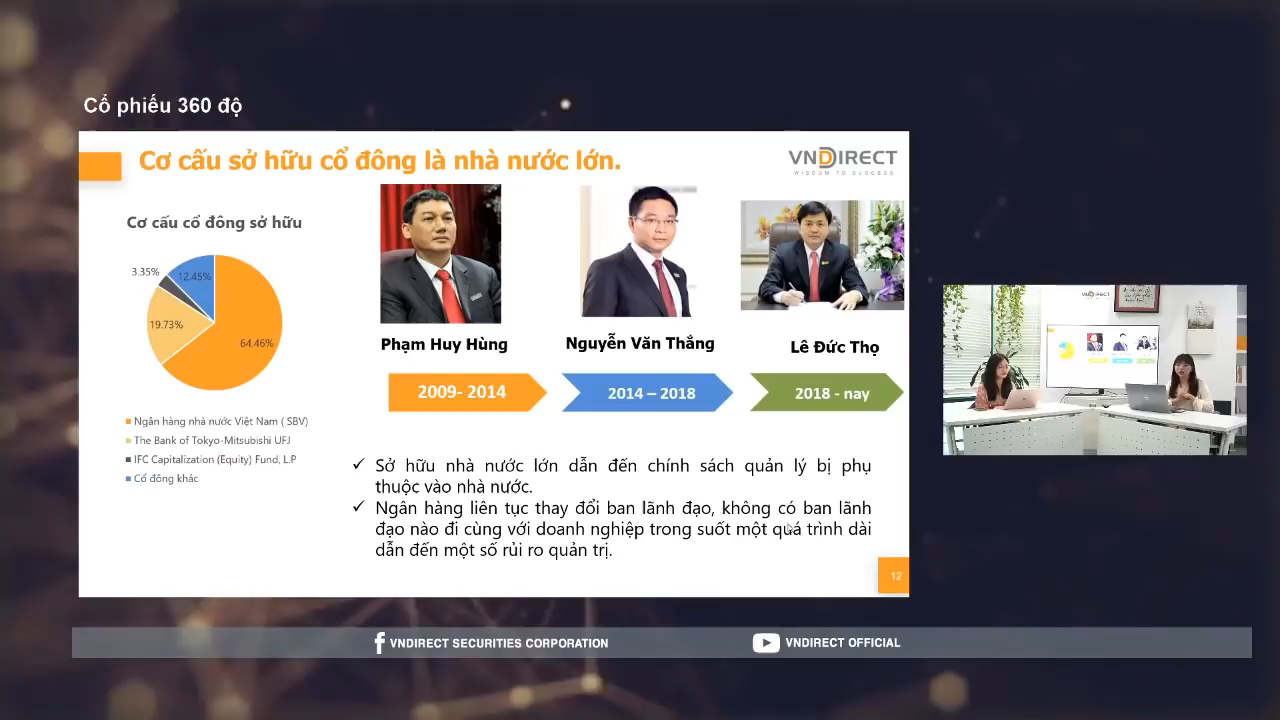 Cổ phiếu 360 độ
Cơ cấu sở hữu cổ đông là nhà nước lớn.
VNDIRECT
WISDOM TO SUCCESS
Cơ cấu cổ đông sở hữu
3.35%
12.45%
19.73%
64.46%
Ngân hàng nhà nước Việt Nam ( SBV)
The Bank of Tokyo-Mitsubishi UFJ
IFC Capitalization (Equity) Fund, L.P
Cổ đông khác
Phạm Huy Hùng
Nguyễn Văn Thắng
Lê Đức Thọ
2009- 2014
2014 – 2018
2018 - nay
Sở hữu nhà nước lớn dẫn đến chính sách quản lý bị phụ
thuộc vào nhà nước.
Ngân hàng liên tục thay đổi ban lãnh đạo, không có ban lãnh
đạo nào đi cùng với doanh nghiệp trong suốt một quá trình dài
dẫn đến một số rủi ro quản trị.
12
VNDIRECT SECURITIES CORPORATION
VNDIRECT OFFICIAL